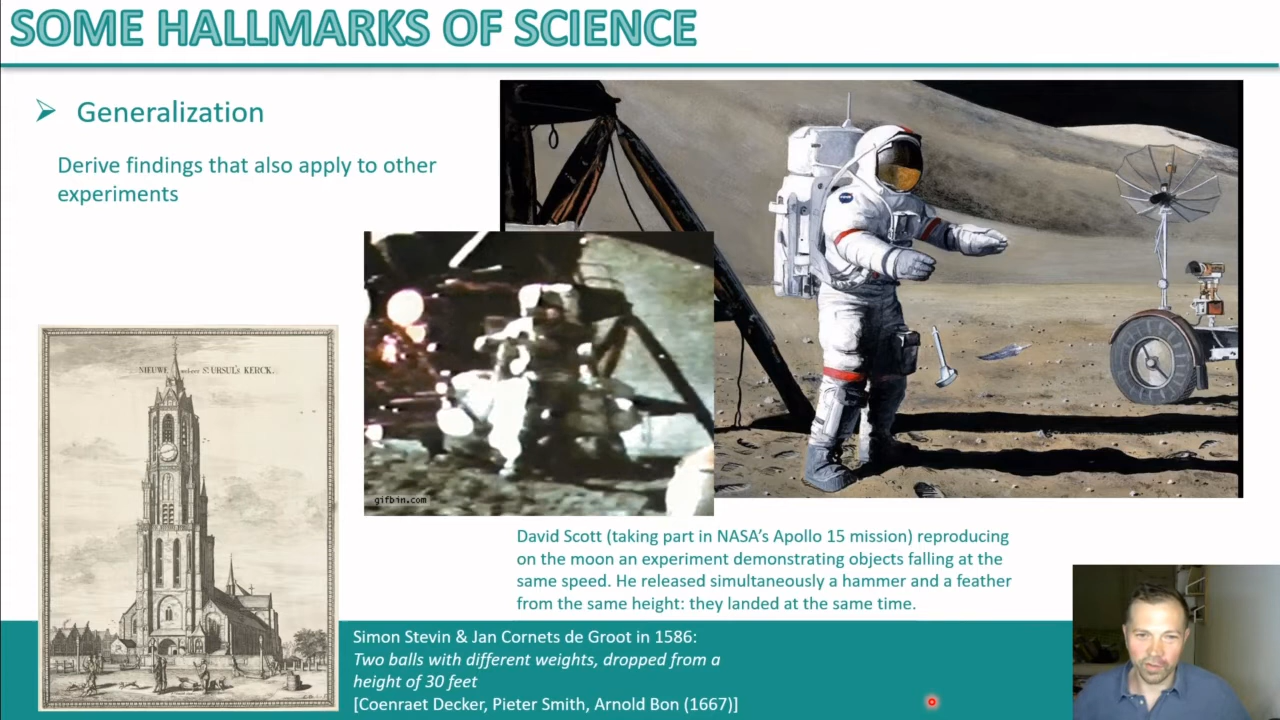 SOME HALLMARKS OF SCIENCE
Generalization
Derive findings that also apply to other
experiments
NIEUWE S.t URSUL's KERCK.
gifbin.com
David Scott (taking part in NASA's Apollo 15 mission) reproducing
on the moon an experiment demonstrating objects falling at the
same speed. He released simultaneously a hammer and a feather
from the same height: they landed at the same time.
Simon Stevin & Jan Cornets de Groot in 1586:
Two balls with different weights, dropped from a
height of 30 feet
[Coenraet Decker, Pieter Smith, Arnold Bon (1667)]